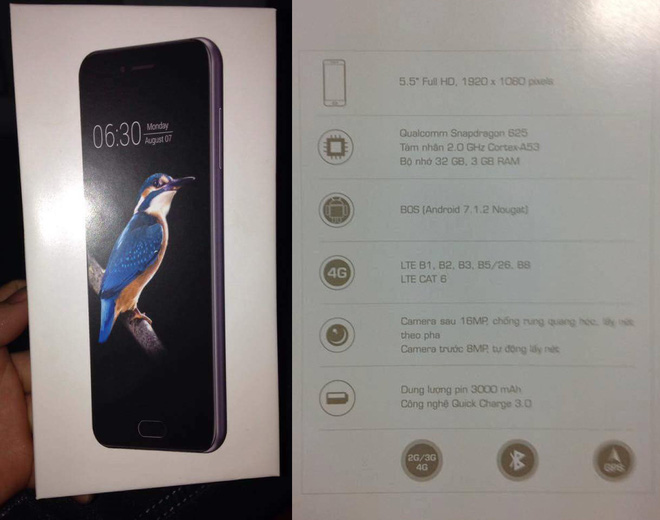 06:30
Monday
August 07
5.5" Full HD, 1920 x 1080 pixels
Qualcomm Snapdragon 625
Tám nhân 2.0 GHz Cortex-A53
Bộ nhớ 32 GB, 3 GB RAM
BOS (Android 7.1.2 Nougat)
4G
LTE B1, B2, B3, B5/26, B8
LTE CAT 6
Camera sau 16MP, chống rung quang học, lấy nét
theo pha
Camera trước 8MP, tự động lấy nét
Dung lượng pin 3000 mAh
Công nghệ Quick Charge 3.0
2G/3G
4G
GPS